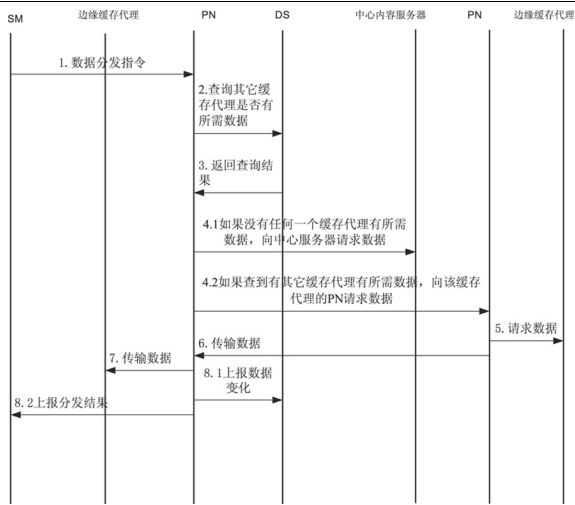 SM
边缘缓存代理
PN
DS
中心内容服务器
PN
边缘缓存代理
1. 数据分发指令
2.查询其它缓
存代理是否有
所需数据
3. 返回查询结
果
4.1如果没有任何一个缓存代理有所需
数据，向中心服务器请求数据
4.2如果查到有其它缓存代理有所需数据，向该缓存
代理的PN请求数据
5. 请求数据
6. 传输数据
7. 传输数据
8.1上报数据
变化
8.2上报分发结果